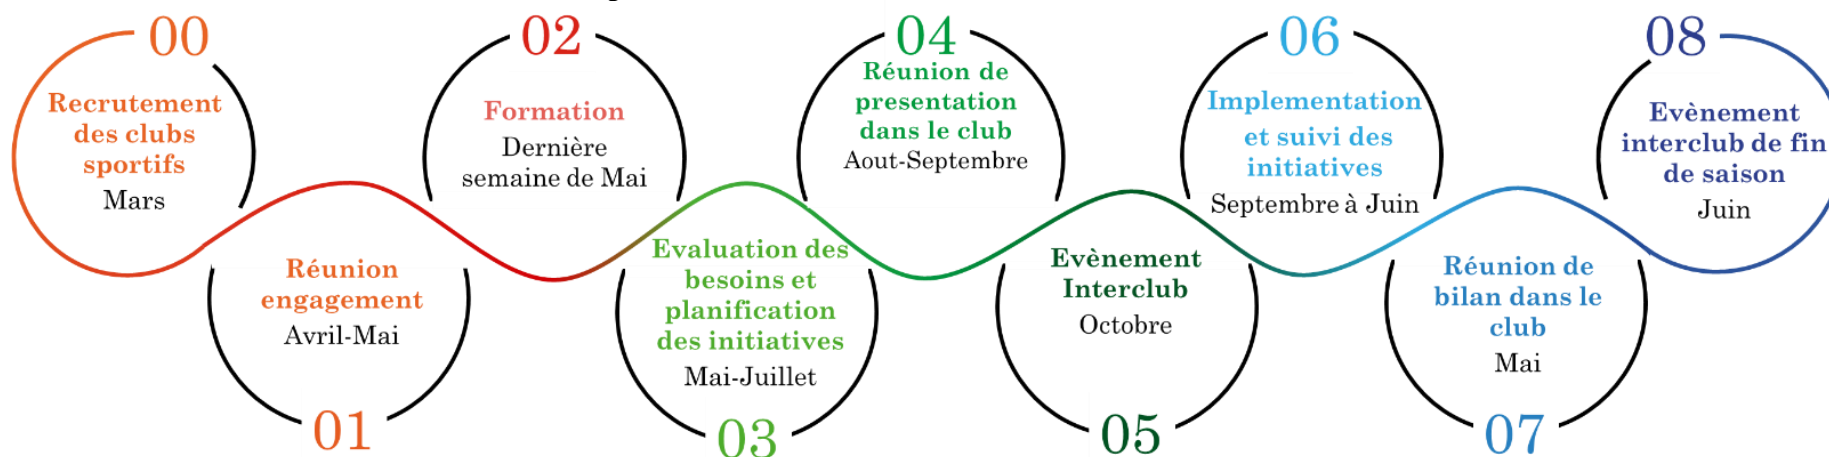 00
Recrutement
des clubs
sportifs
Mars
Réunion
engagement
Avril-Mai
01
02
Formation
Dernière
semaine de Mai
Evaluation des
besoins et
planification
des initiatives
Mai-Juillet
03
04
Réunion de
presentation
dans le club
Aout-Septembre
Evènement
Interclub
Octobre
05
06
Implementation
et suivi des
initiatives
Septembre à Juin
Réunion de
bilan dans le
club
Mai
07
08
Evènement
interclub de fin
de saison
Juin